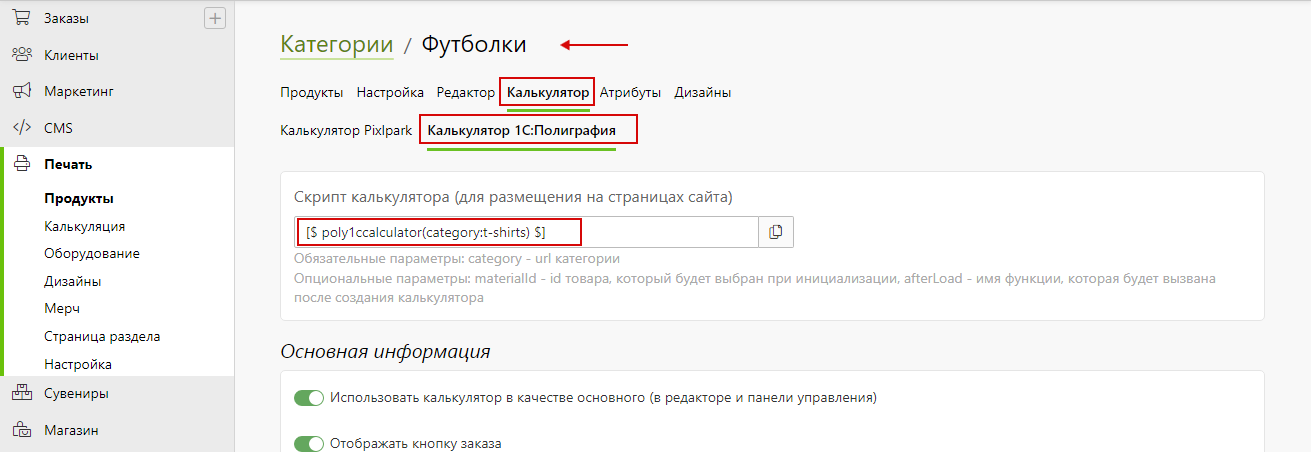 Заказы
Клиенты
Маркетинг
CMS
Печать
Продукты
Калькуляция
Оборудование
Дизайны
Мерч
Страница раздела
Настройка
Сувениры
Магазин
Категории / Футболки
Продукты Настройка Редактор Калькулятор Атрибуты Дизайны
Калькулятор Pixlpark Калькулятор 1С:Полиграфия
Скрипт калькулятора (для размещения на страницах сайта)
[$ poly1ccalculator(category:t-shirts) $]
Обязательные параметры: category - url категории
Опциональные параметры: materialId - id товара, который будет выбран при инициализации, afterLoad - имя функции, которая будет вызвана
после создания калькулятора
Основная информация
Использовать калькулятор в качестве основного (в редакторе и панели управления)
Отображать кнопку заказа